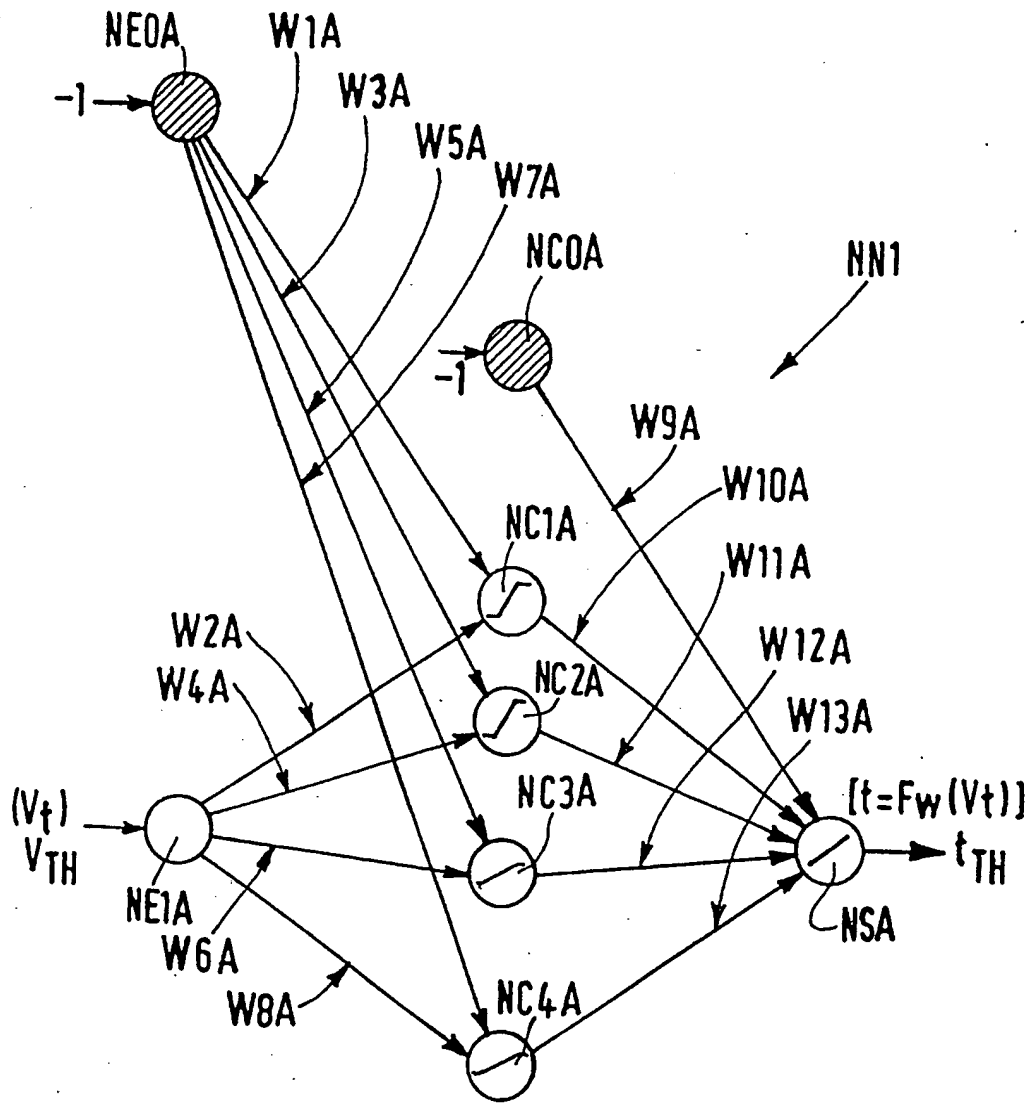 NE0A
W1A
-1
W3A
W5A
W7A
NC0A
NN1
-1
W9A
W10A
NC1A
W11A
W2A
W12A
W4A
NC2A
W13A
(Vt)
VTH
NC3A
[t=Fw(Vt)]
tTH
NE1A
NSA
W6A
NC4A
W8A